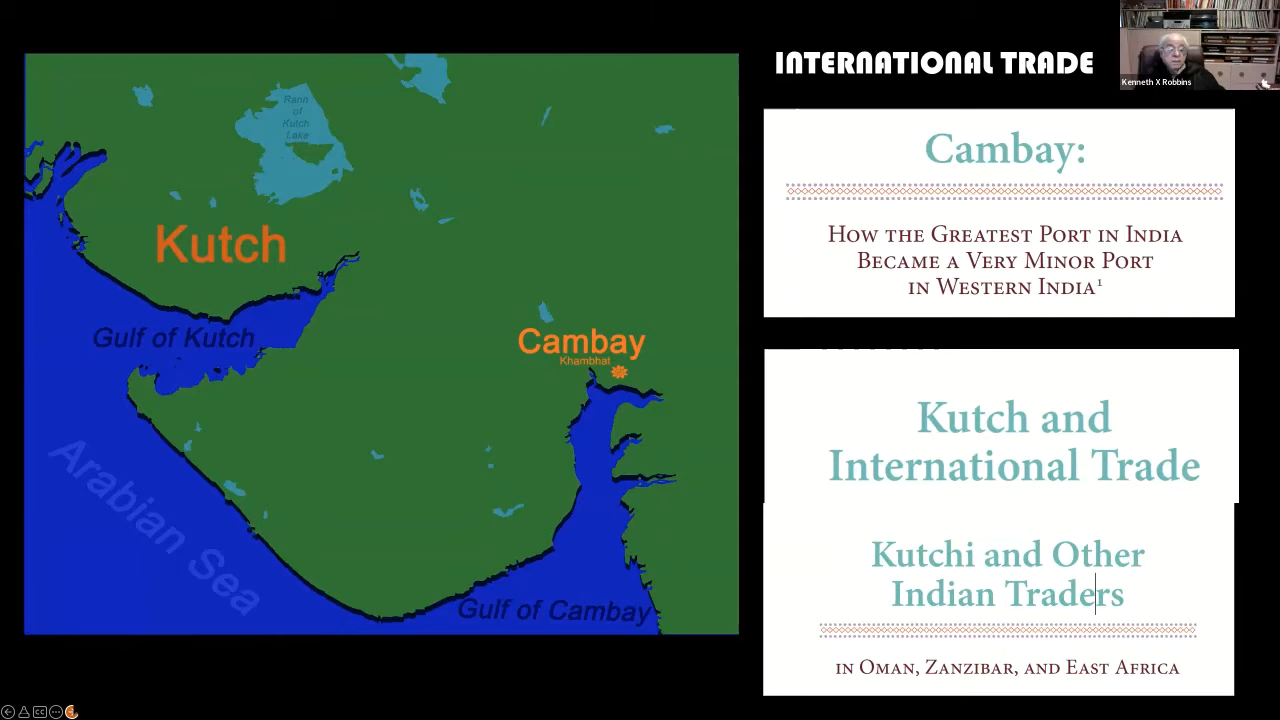 INTERNATIONAL TRADE
Kenneth X Robbins
Rann
of
Kutch
Lake
Kutch
Gulf of Kutch
Cambay
Khambhat
Arabian Sea
Gulf of Cambay
Cambay:
How the Greatest Port in India
Became a Very Minor Port
in Western India¹
Kutch and
International Trade
Kutchi and Other
Indian Traders
in Oman, Zanzibar, and East Africa
CC